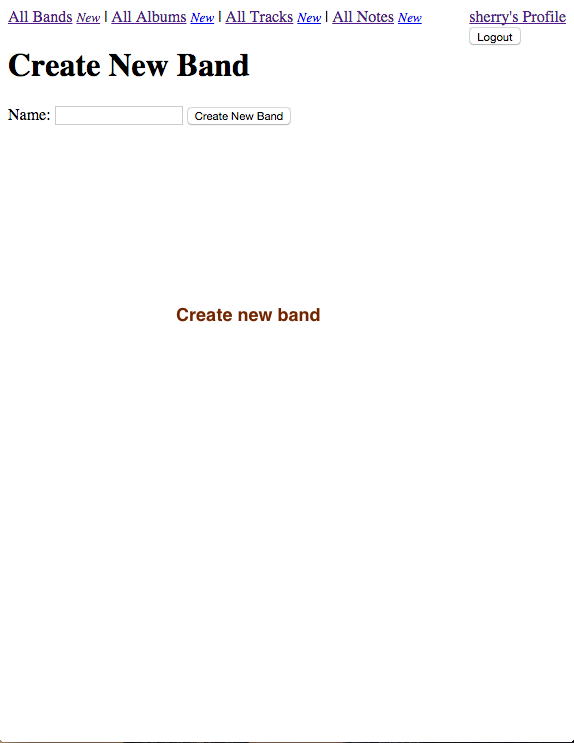 All Bands New | All Albums New | All Tracks New | All Notes New
sherry's Profile
Logout
Create New Band
Name: Create New Band
Create new band